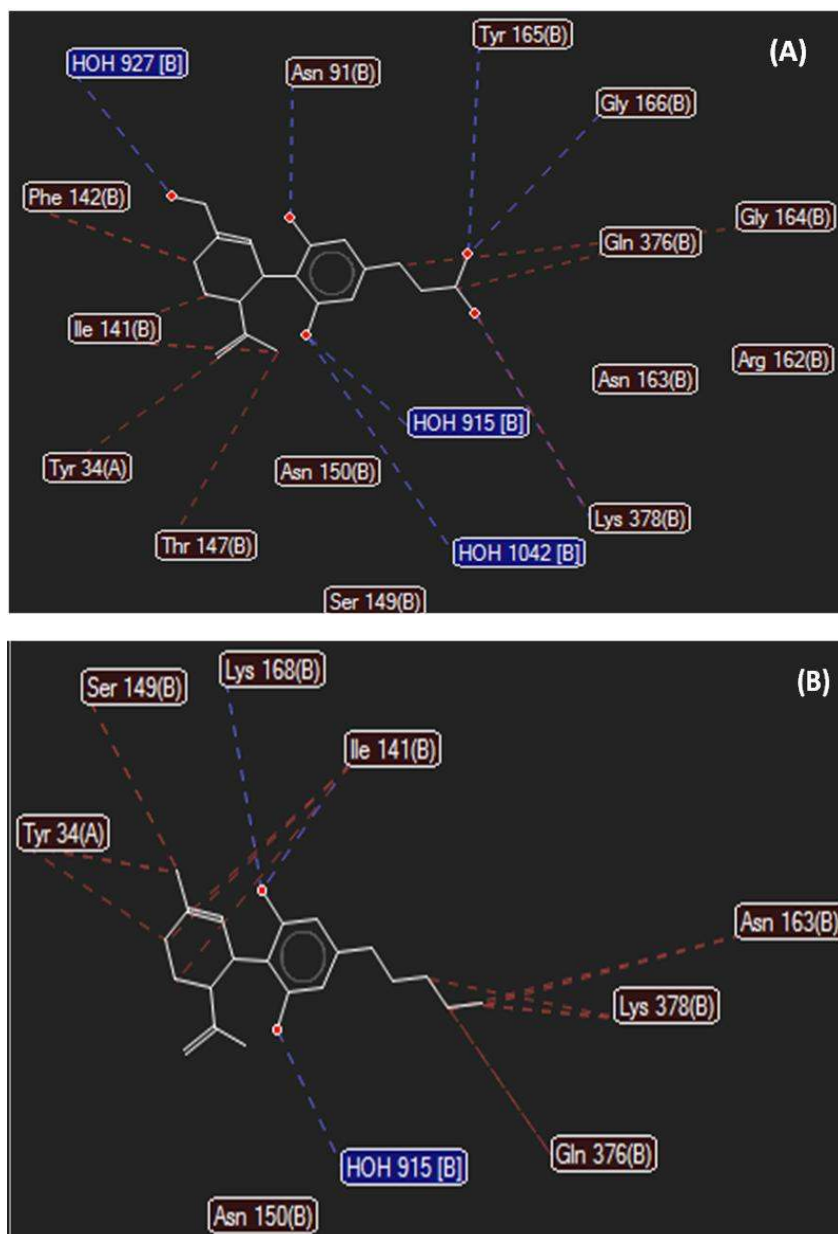 (A)
Tyr 165(B)
HOH 927 [B]
Asn 91(B)
Gly 166(B)
Phe 142(B)
Gly 164(B)
Gln 376(B)
Ile 141(B)
Arg 162(B)
Asn 163(B)
HOH 915 [B]
Tyr 34(A)
Asn 150(B)
Lys 378(B)
Thr 147(B)
HOH 1042 [B]
Ser 149(B)
(B)
Lys 168(B)
Ser 149(B)
Ile 141(B)
Tyr 34(A)
Asn 163(B)
Lys 378(B)
Gln 376(B)
HOH 915 [B]
Asn 150(B)